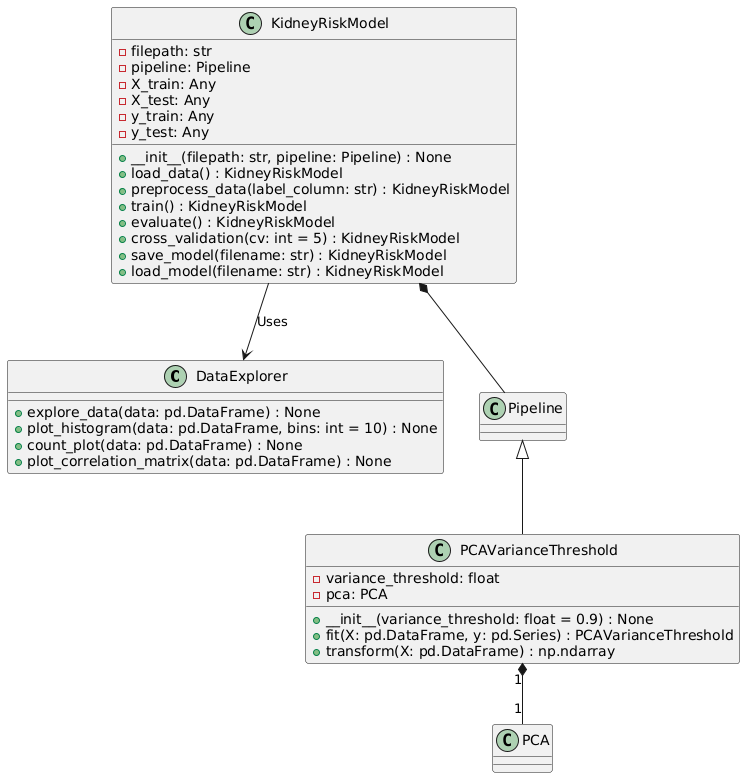 C KidneyRiskModel
filepath: str
pipeline: Pipeline
X_train: Any
X_test: Any
y_train: Any
y_test: Any
__init__(filepath: str, pipeline: Pipeline) : None
load_data() : KidneyRiskModel
preprocess_data(label_column: str) : KidneyRiskModel
train() : KidneyRiskModel
evaluate() : KidneyRiskModel
cross_validation(cv: int = 5) : KidneyRiskModel
save_model(filename: str) : KidneyRiskModel
load_model(filename: str) : KidneyRiskModel
Uses
C DataExplorer
explore_data(data: pd.DataFrame) : None
plot_histogram(data: pd.DataFrame, bins: int = 10) : None
count_plot(data: pd.DataFrame) : None
plot_correlation_matrix(data: pd.DataFrame) : None
C Pipeline
C PCAVarianceThreshold
variance_threshold: float
pca: PCA
__init__(variance_threshold: float = 0.9) : None
fit(X: pd.DataFrame, y: pd.Series) : PCAVarianceThreshold
transform(X: pd.DataFrame) : np.ndarray
1
1
C PCA